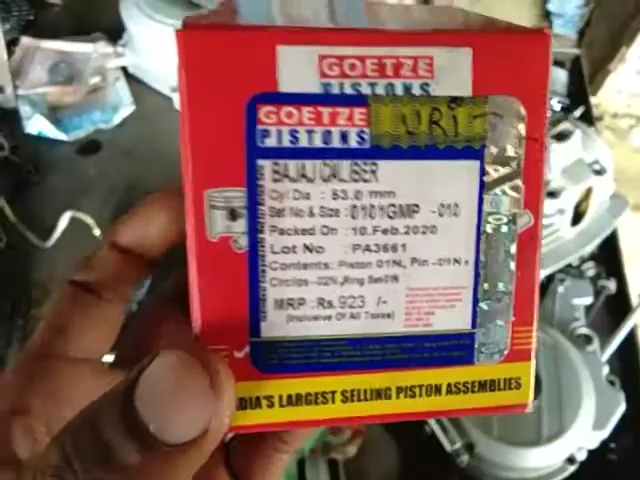 GOETZE
PISTONS
GOETZE
PISTONS
BAJAJ CALIBER
Cyl Dia : 53.0 mm
Set No & Size : 0101GMP -010
Packed On : 10.Feb.2020
Lot No : PA3661
Contents: Piston 01N, Pin -01N
Circlips -02N, Ring Set-01N
MRP : Rs. 923 /-
(Inclusive Of All Taxes)
DIA'S LARGEST SELLING PISTON ASSEMBLIES